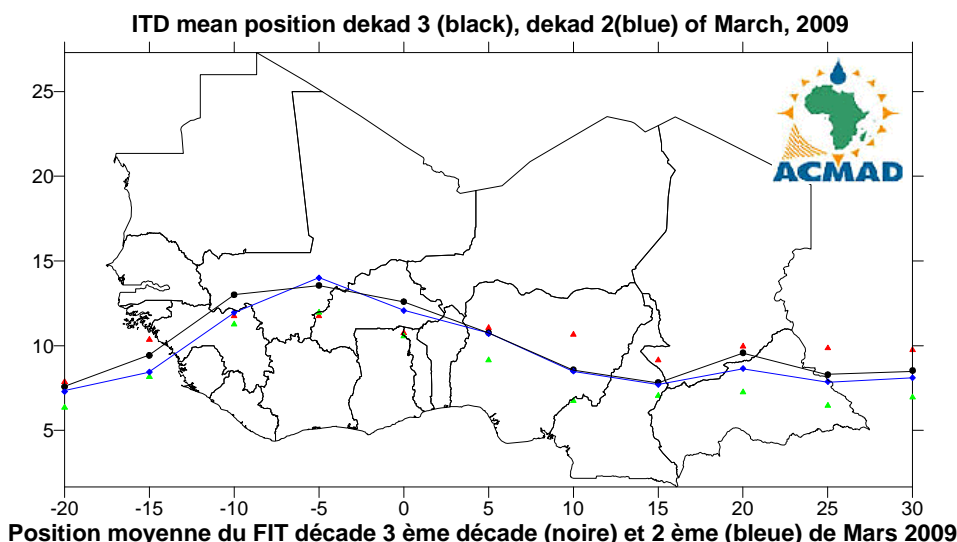 ITD mean position dekad 3 (black), dekad 2(blue) of March, 2009
25
20
15
10
5
ACMAD
-20 -15 -10 -5 0 5 10 15 20 25 30
Position moyenne du FIT décade 3 ème décade (noire) et 2 ème (bleue) de Mars 2009